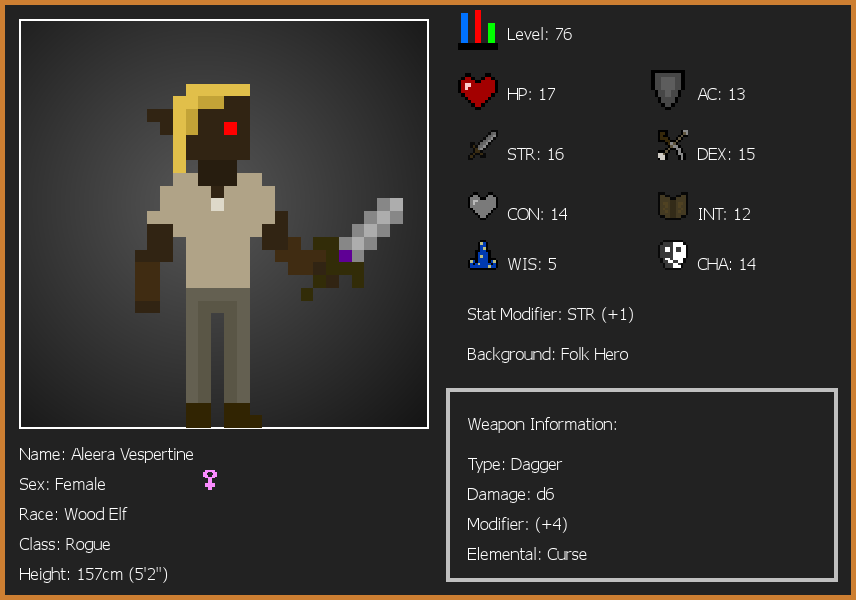 Level: 76
HP: 17
AC: 13
STR: 16
DEX: 15
CON: 14
INT: 12
WIS: 5
CHA: 14
Stat Modifier: STR (+1)
Background: Folk Hero
Weapon Information:
Type: Dagger
Damage: d6
Modifier: (+4)
Elemental: Curse
Name: Aleera Vespertine
Sex: Female
Race: Wood Elf
Class: Rogue
Height: 157cm (5'2")